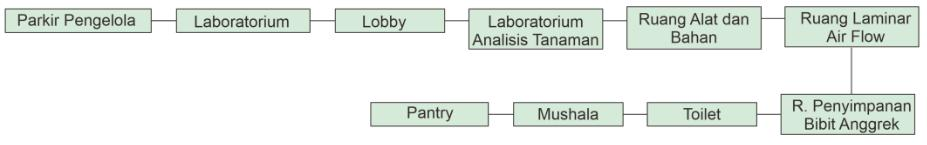 Parkir Pengelola
Laboratorium
Lobby
Laboratorium
Analisis Tanaman
Ruang Alat dan
Bahan
Ruang Laminar
Air Flow
R. Penyimpanan
Bibit Anggrek
Toilet
Mushala
Pantry